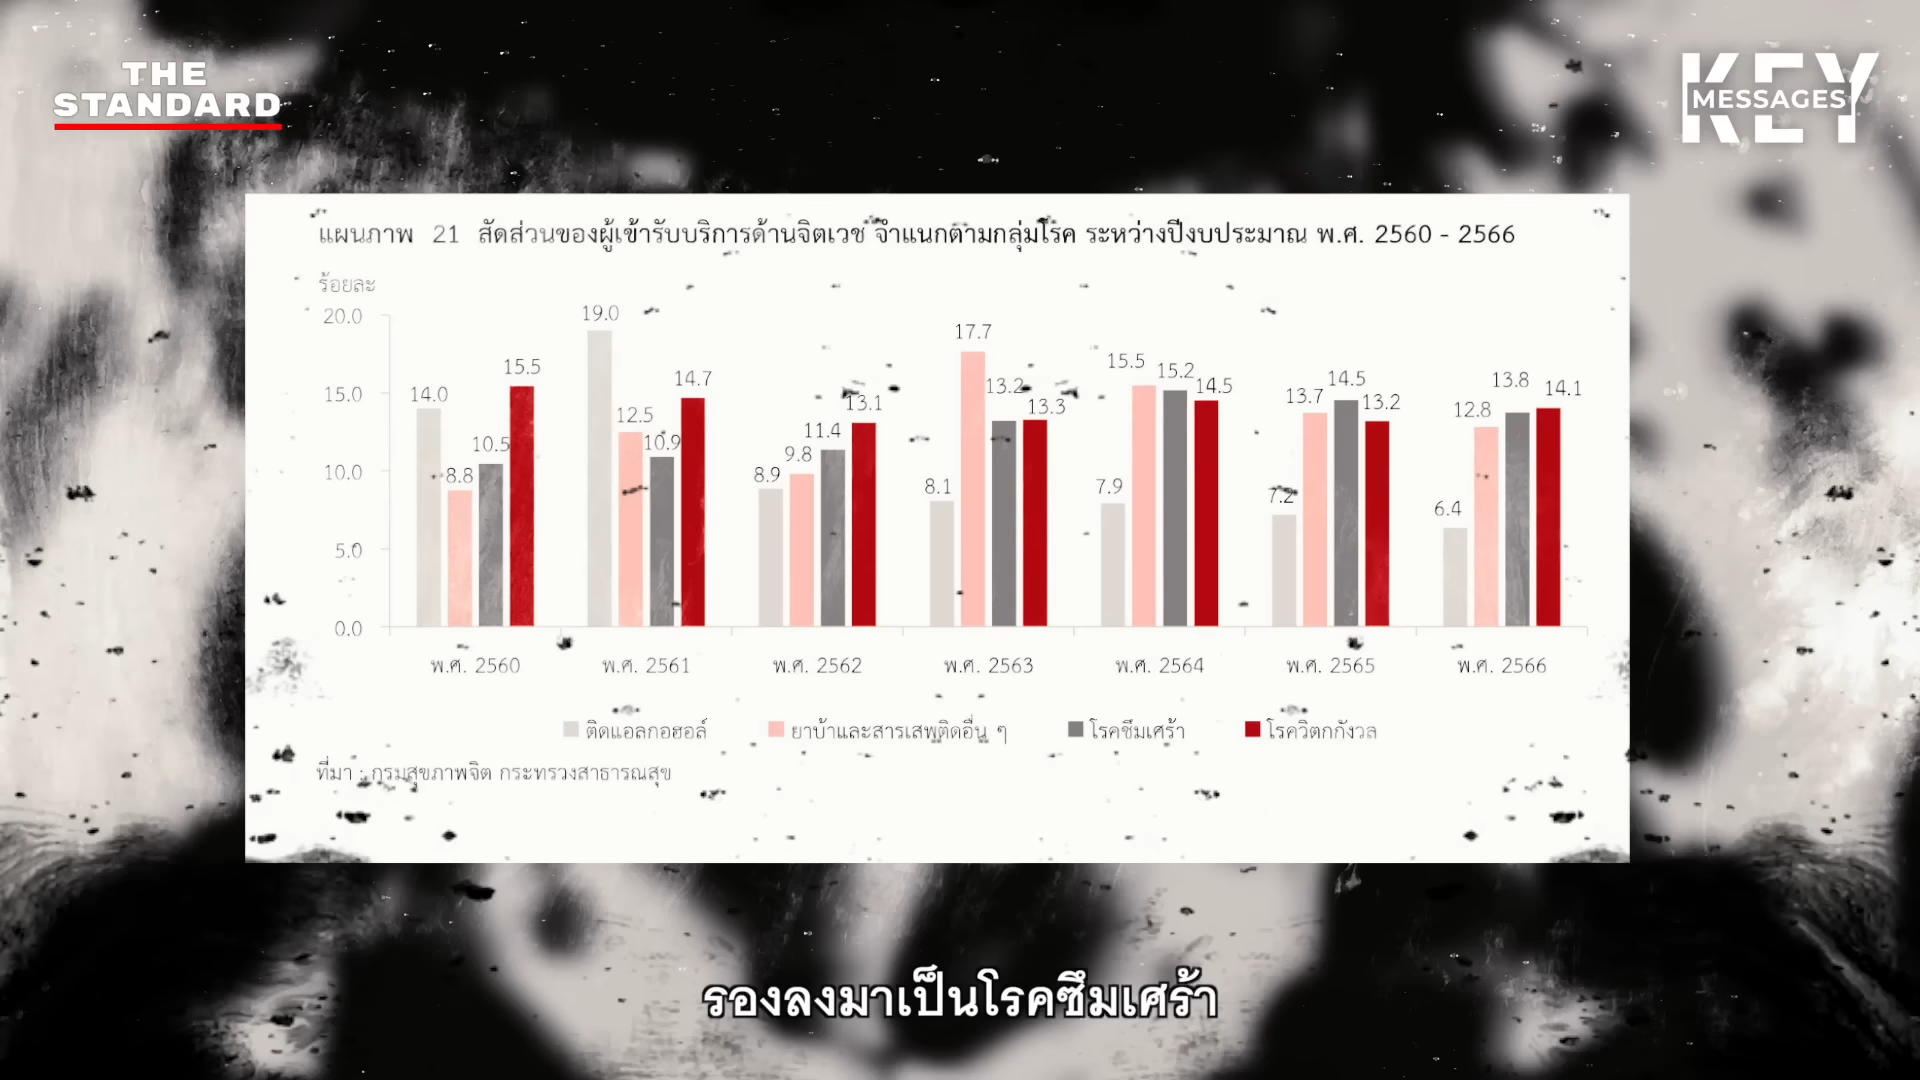 THE
STANDARD
KEY
MESSAGES
แผนภาพ 21 สัดส่วนของผู้เข้ารับบริการด้านจิตเวช จำแนกตามกลุ่มโรค ระหว่างปีงบประมาณ พ.ศ. 2560 - 2566
ร้อยละ
20.0
15.0
10.0
5.0
0.0
14.0 8.8 10.5 15.5
19.0 12.5 10.9 14.7
8.9 9.8 11.4 13.1
8.1 17.7 13.2 13.3
7.9 15.5 15.2 14.5
7.2 13.7 14.5 13.2
6.4 12.8 13.8 14.1
พ.ศ. 2560 พ.ศ. 2561 พ.ศ. 2562 พ.ศ. 2563 พ.ศ. 2564 พ.ศ. 2565 พ.ศ. 2566
ติดแอลกอฮอล์ ยาบ้าและสารเสพติดอื่น ๆ โรคซึมเศร้า โรควิตกกังวล
ที่มา : กรมสุขภาพจิต กระทรวงสาธารณสุข
รองลงมาเป็นโรคซึมเศร้า